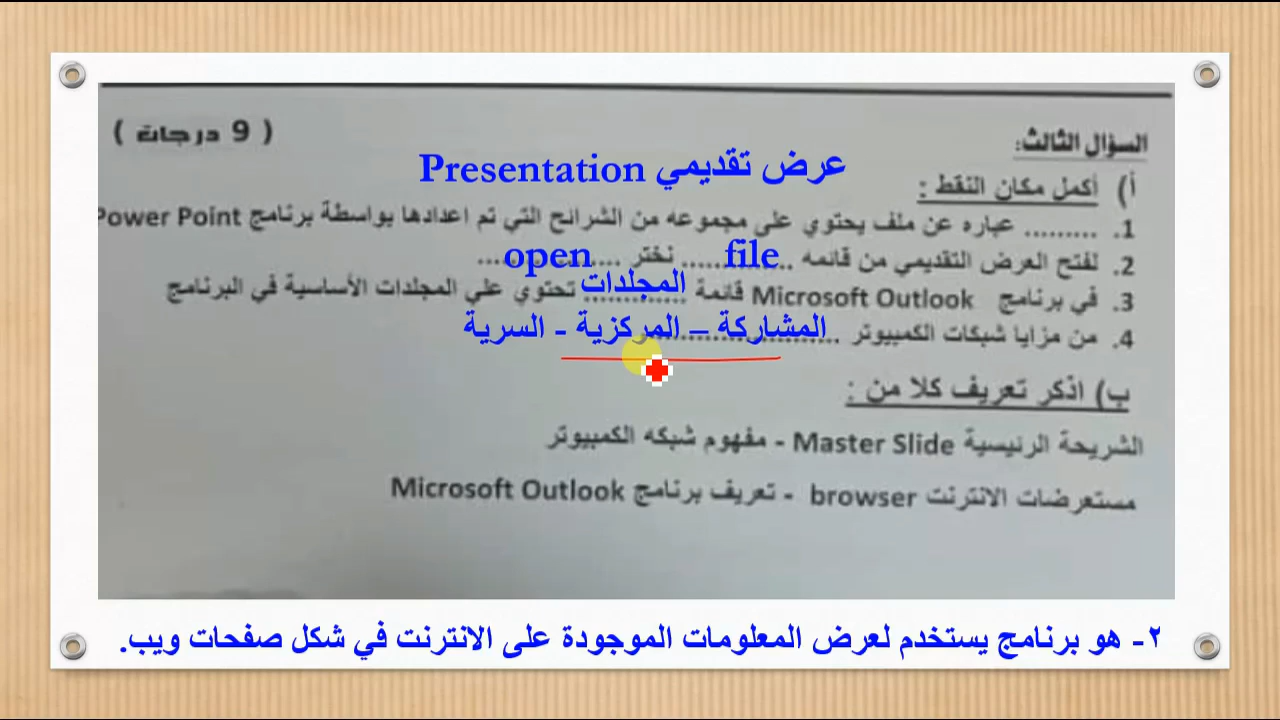 السؤال الثالث:
( 9 درجات )
عرض تقديمي Presentation
أ) أكمل مكان النقط :
1. ......... عباره عن ملف يحتوي على مجموعه من الشرائح التي تم اعدادها بواسطة برنامج Power Point
2. لفتح العرض التقديمي من قائمه file نختر open
3. في برنامج Microsoft Outlook قائمة المجلدات تحتوي علي المجلدات الأساسية في البرنامج
4. من مزايا شبكات الكمبيوتر المشاركة – المركزية - السرية
ب) اذكر تعريف كلا من :
الشريحة الرئيسية Master Slide - مفهوم شبكه الكمبيوتر
مستعرضات الانترنت browser - تعريف برنامج Microsoft Outlook
٢- هو برنامج يستخدم لعرض المعلومات الموجودة على الانترنت في شكل صفحات ويب.